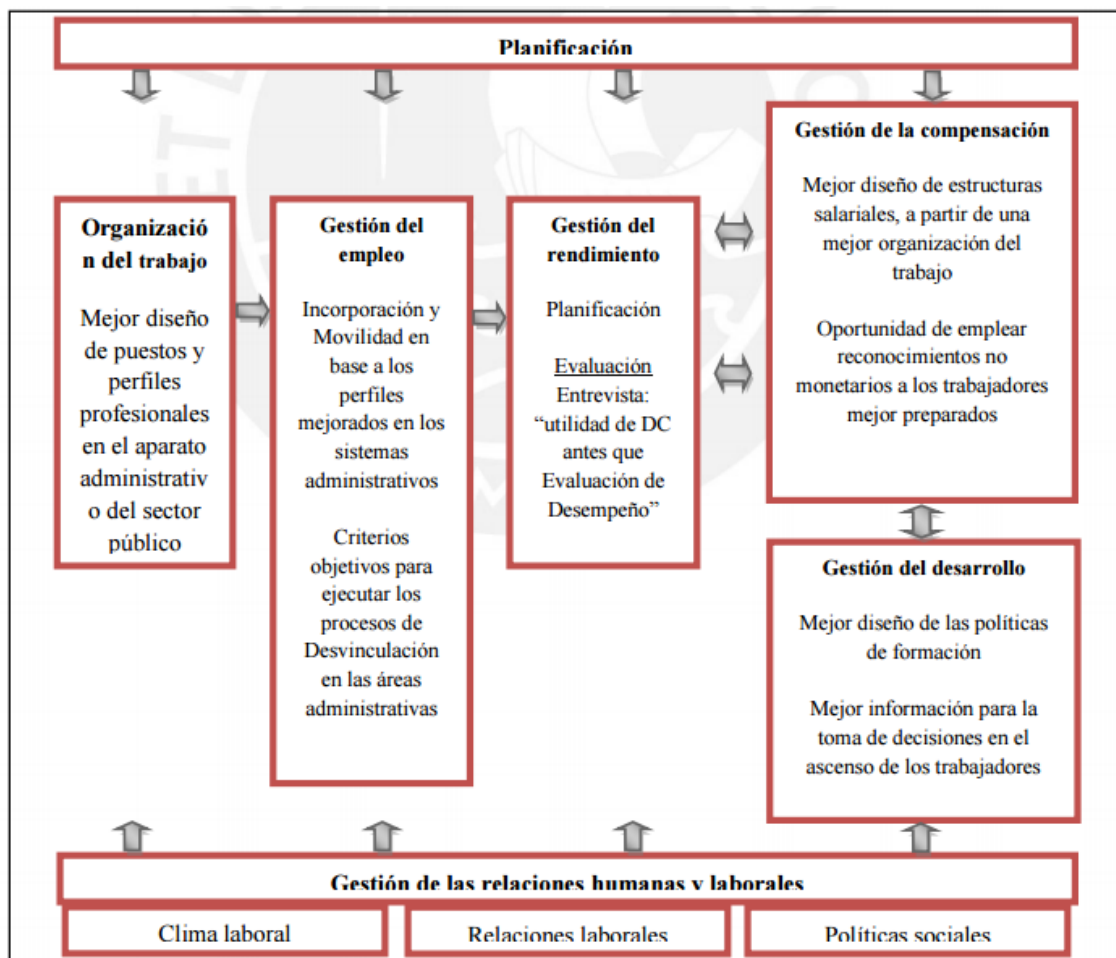 Planificación
Organizació
n del trabajo
Mejor diseño
de puestos y
perfiles
profesionales
en el aparato
administrativ
o del sector
público
Gestión del
empleo
Incorporación y
Movilidad en
base a los
perfiles
mejorados en los
sistemas
administrativos
Criterios
objetivos para
ejecutar los
procesos de
Desvinculación
en las áreas
administrativas
Gestión del
rendimiento
Planificación
Evaluación
Entrevista:
“utilidad de DC
antes que
Evaluación de
Desempeño”
Gestión de la compensación
Mejor diseño de estructuras
salariales, a partir de una
mejor organización del
trabajo
Oportunidad de emplear
reconocimientos no
monetarios a los trabajadores
mejor preparados
Gestión del desarrollo
Mejor diseño de las políticas
de formación
Mejor información para la
toma de decisiones en el
ascenso de los trabajadores
Gestión de las relaciones humanas y laborales
Clima laboral
Relaciones laborales
Políticas sociales